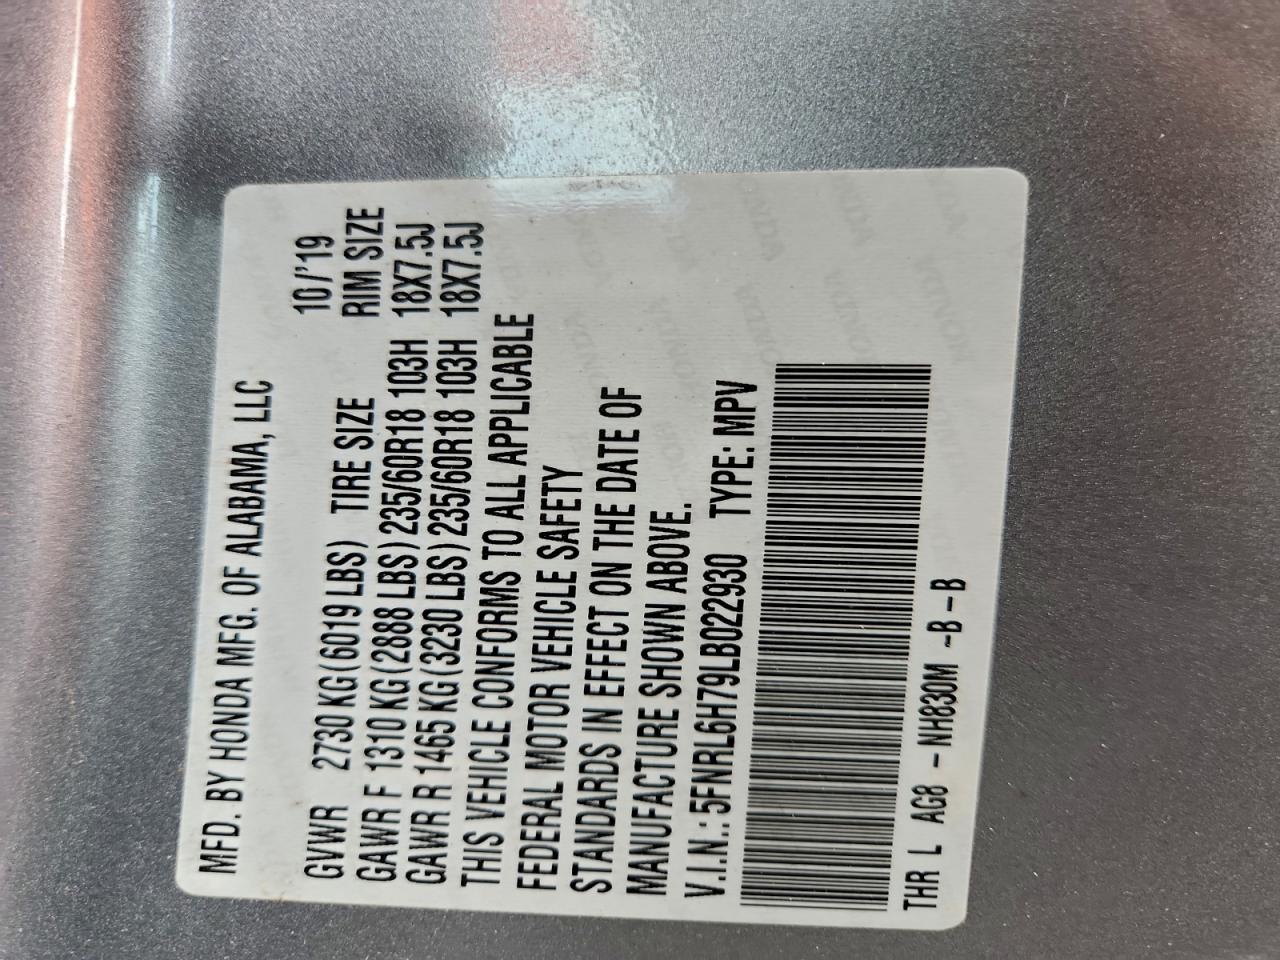 MFD. BY HONDA MFG. OF ALABAMA, LLC
10/'19
GVWR 2730 KG (6019 LBS) TIRE SIZE RIM SIZE
GAWR F 1310 KG (2888 LBS) 235/60R18 103H 18X7.5J
GAWR R 1465 KG (3230 LBS) 235/60R18 103H 18X7.5J
THIS VEHICLE CONFORMS TO ALL APPLICABLE
FEDERAL MOTOR VEHICLE SAFETY
STANDARDS IN EFFECT ON THE DATE OF
MANUFACTURE SHOWN ABOVE.
V.I.N.: 5FNRL6H79LB022930 TYPE: MPV
THR L AG8 - NH830M -B-B